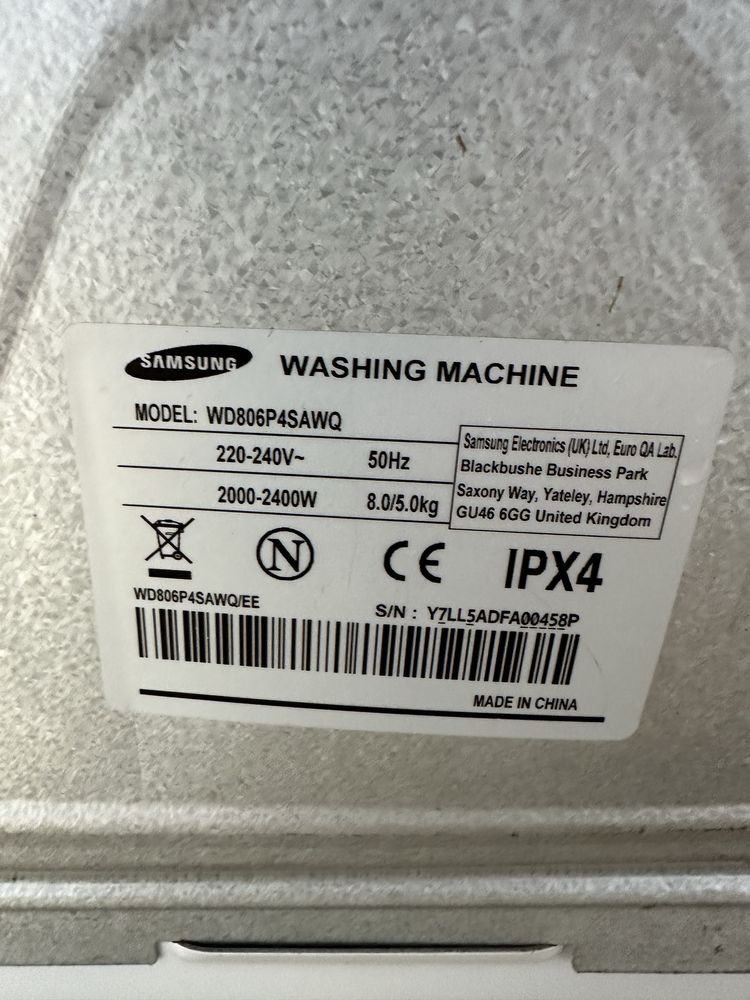 SAMSUNG WASHING MACHINE
MODEL: WD806P4SAWQ
220-240V~ 50Hz
2000-2400W 8.0/5.0kg
Samsung Electronics (UK) Ltd, Euro QA Lab.
Blackbushe Business Park
Saxony Way, Yateley, Hampshire
GU46 6GG United Kingdom
N CE IPX4
WD806P4SAWQ/EE
S/N : Y7LL5ADFA00458P
MADE IN CHINA